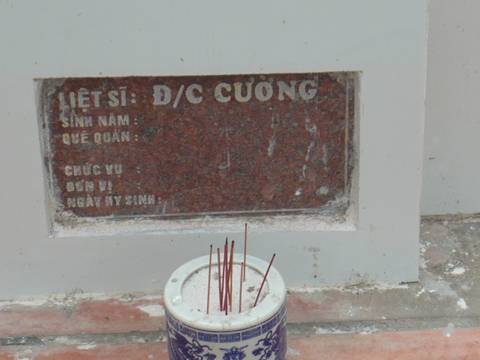 LIỆT SĨ: Đ/C CƯỜNG
SINH NĂM :
QUÊ QUÁN :
CHỨC VỤ :
ĐƠN VỊ :
NGÀY HY SINH :